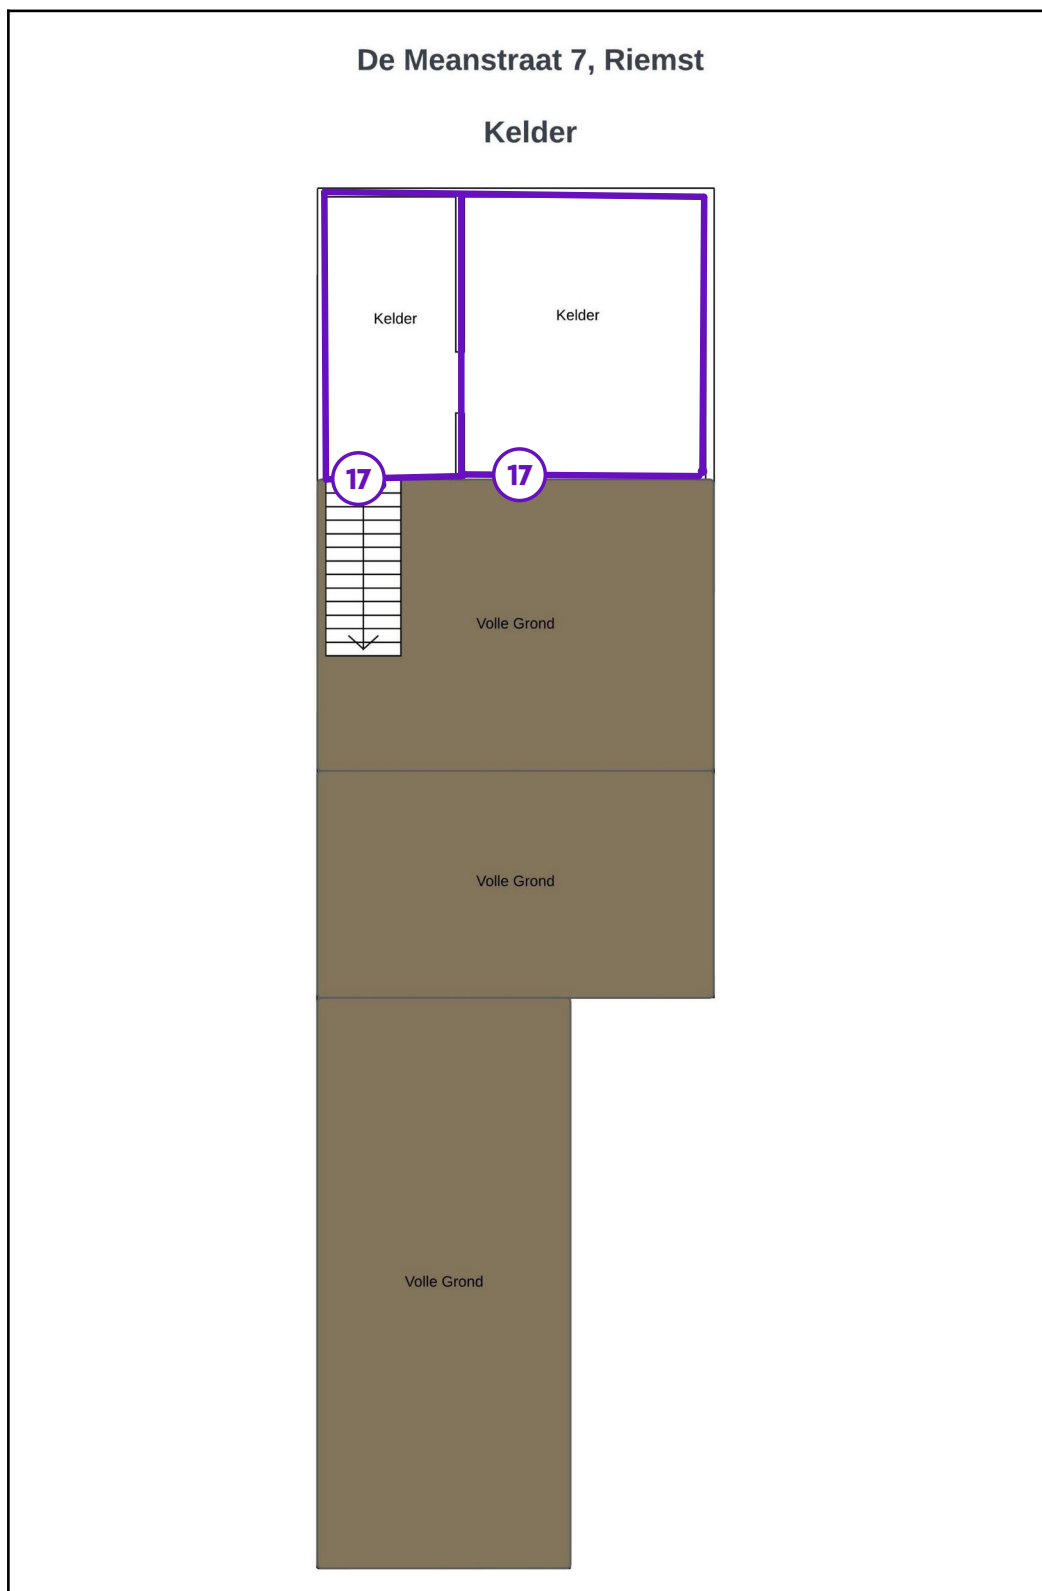 De Meanstraat 7, Riemst
Kelder
Kelder
Kelder
17
17
Volle Grond
Volle Grond
Volle Grond